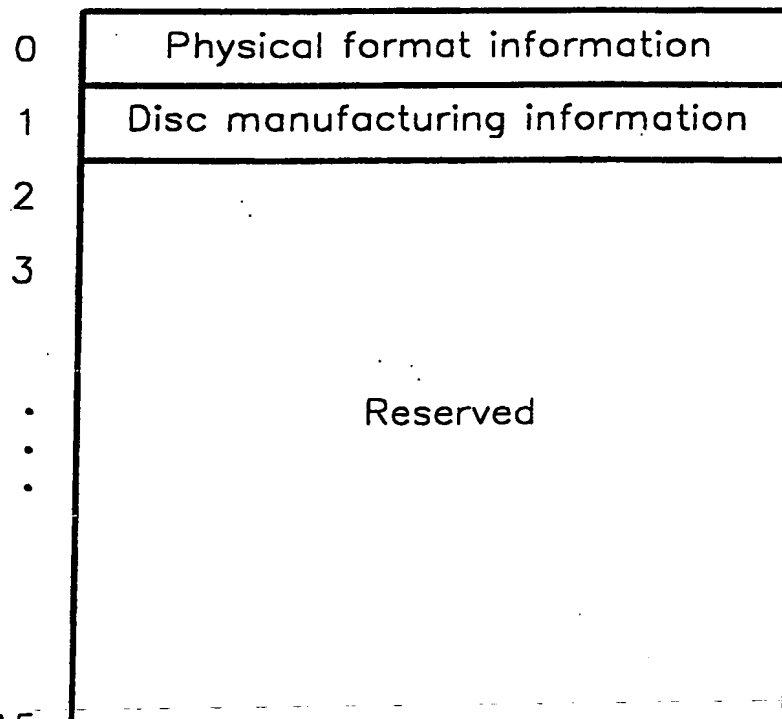 0 Physical format information
1 Disc manufacturing information
2
3
Reserved